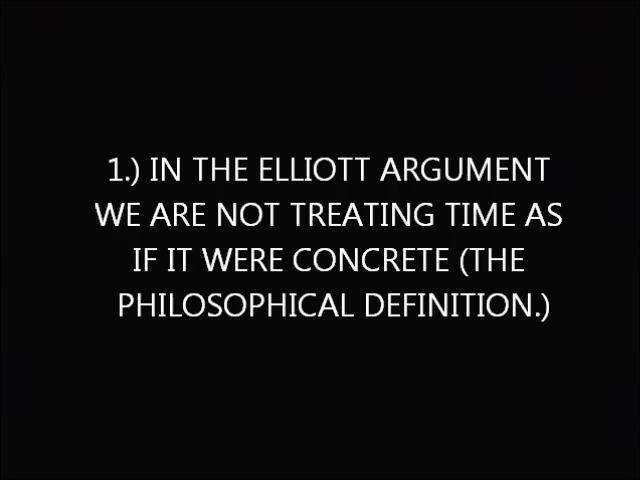 1.) IN THE ELLIOTT ARGUMENT
WE ARE NOT TREATING TIME AS
IF IT WERE CONCRETE (THE
PHILOSOPHICAL DEFINITION.)